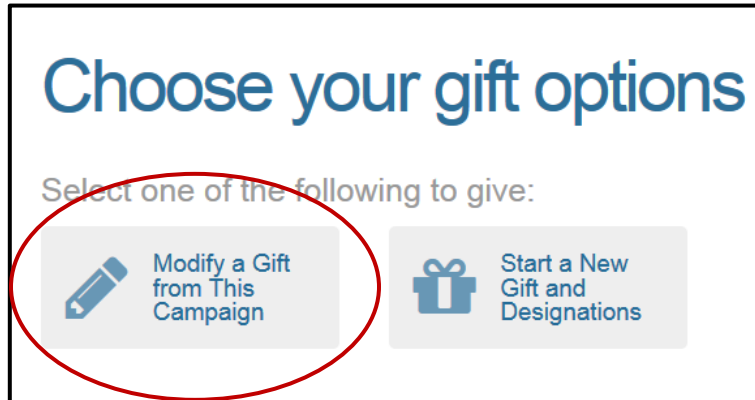 Choose your gift options
Select one of the following to give:
Modify a Gift
from This
Campaign
Start a New
Gift and
Designations